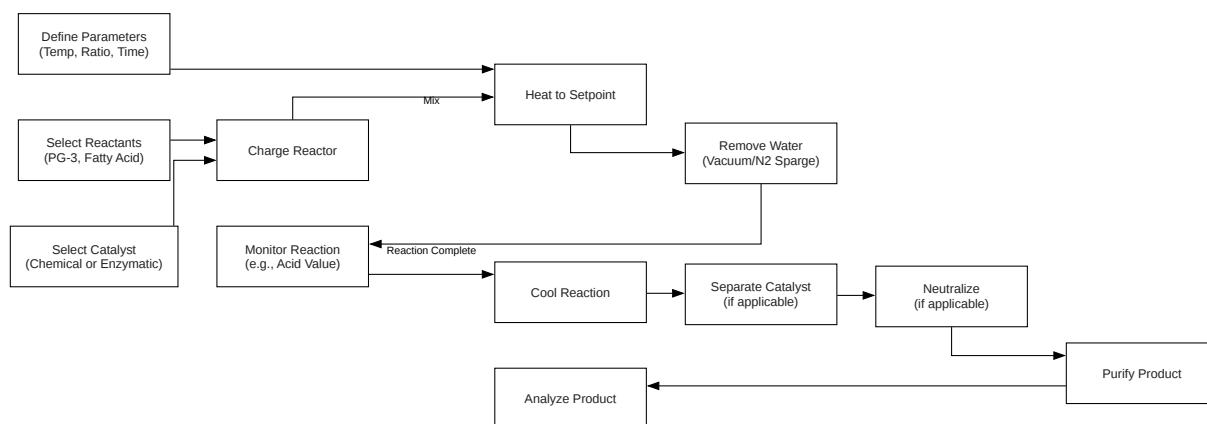 Define Parameters
(Temp, Ratio, Time)
Heat to Setpoint
Mix
Select Reactants
(PG-3, Fatty Acid)
Charge Reactor
Remove Water
(Vacuum/N2 Sparge)
Select Catalyst
(Chemical or Enzymatic)
Monitor Reaction
(e.g., Acid Value)
Reaction Complete
Cool Reaction
Separate Catalyst
(if applicable)
Neutralize
(if applicable)
Purify Product
Analyze Product